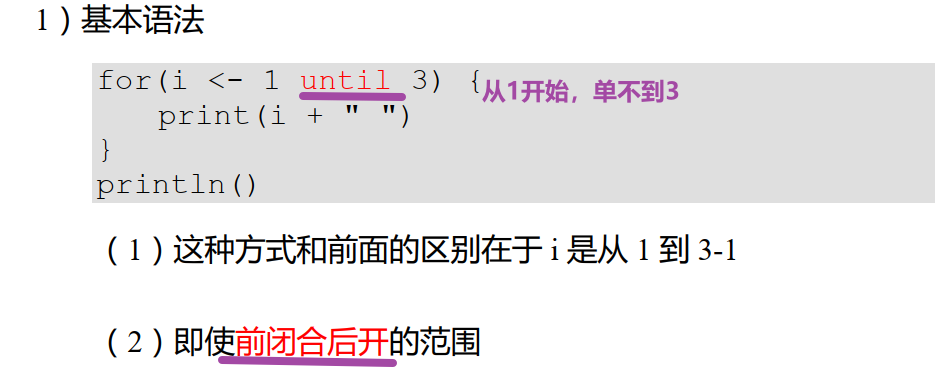 1）基本语法
for(i <- 1 until 3) { 从1开始，单不到3
print(i + " ")
}
println()
（1）这种方式和前面的区别在于 i 是从 1 到 3-1
（2）即使前闭合后开的范围